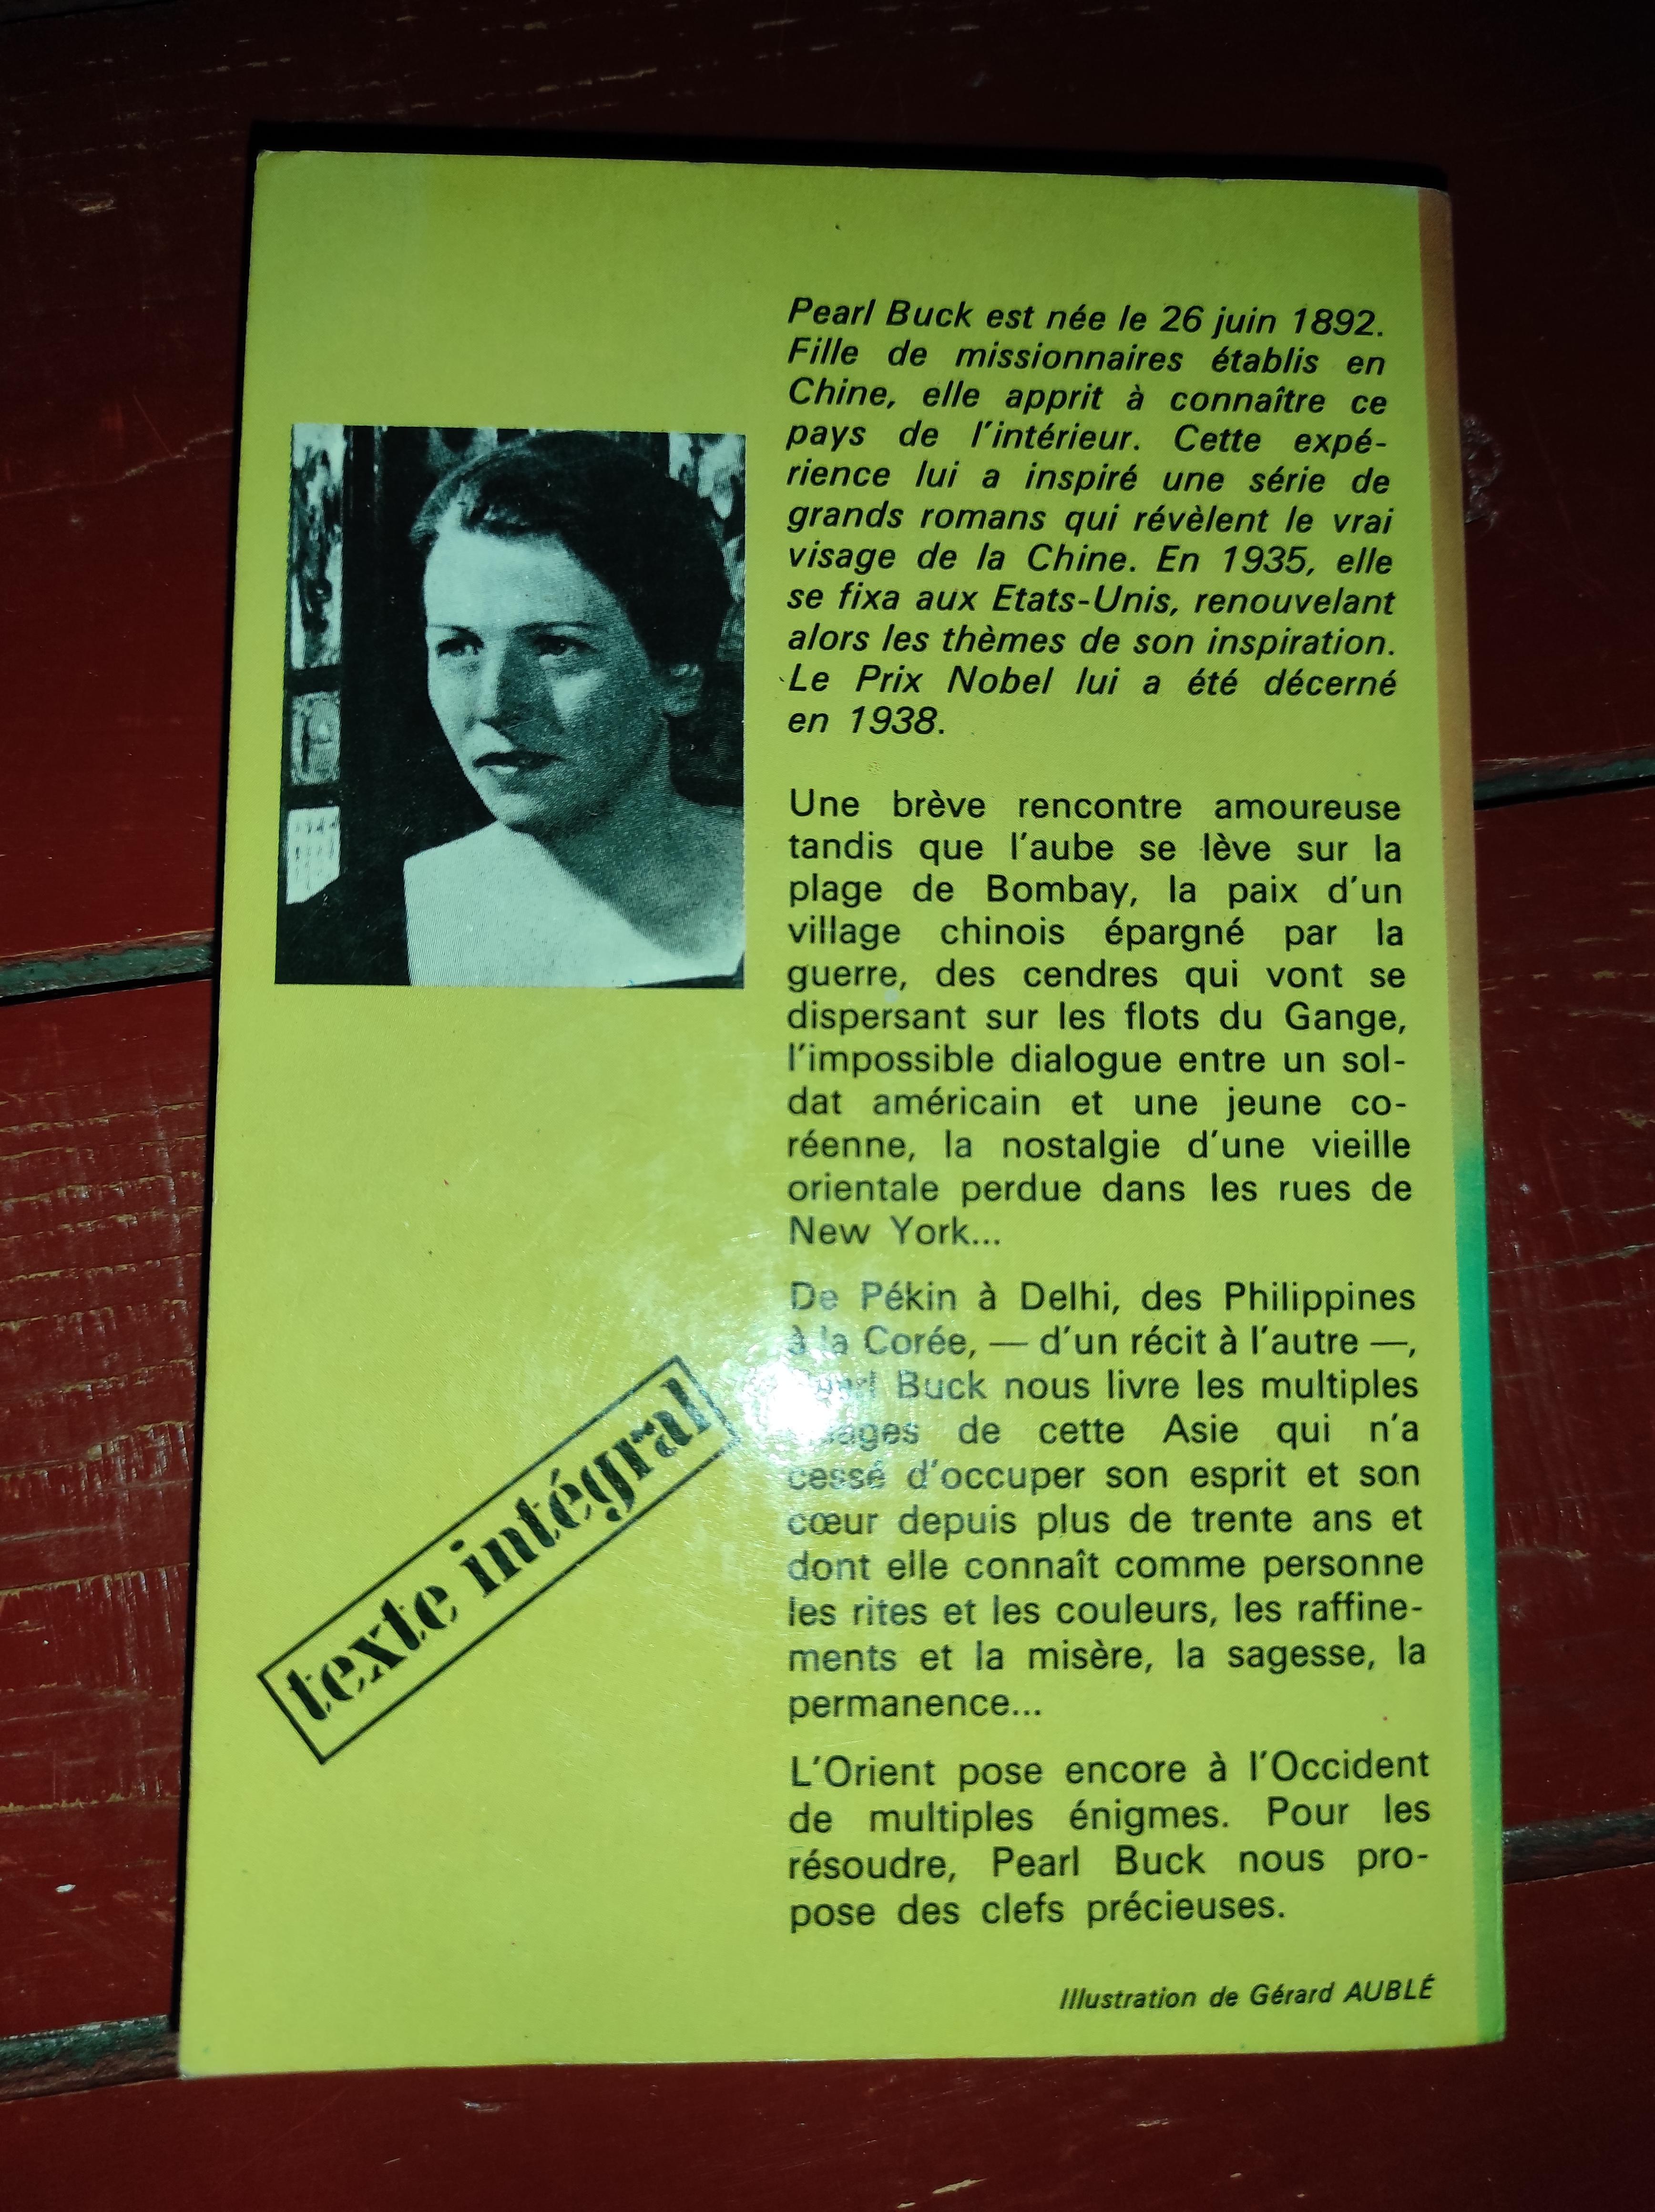 Pearl Buck est née le 26 juin 1892.
Fille de missionnaires établis en
Chine, elle apprit à connaître ce
pays de l'intérieur. Cette expé-
rience lui a inspiré une série de
grands romans qui révèlent le vrai
visage de la Chine. En 1935, elle
se fixa aux Etats-Unis, renouvelant
alors les thèmes de son inspiration.
Le Prix Nobel lui a été décerné
en 1938.
Une brève rencontre amoureuse
tandis que l'aube se lève sur la
plage de Bombay, la paix d'un
village chinois épargné par la
guerre, des cendres qui vont se
dispersant sur les flots du Gange,
l'impossible dialogue entre un sol-
dat américain et une jeune co-
réenne, la nostalgie d'une vieille
orientale perdue dans les rues de
New York...
De Pékin à Delhi, des Philippines
à la Corée, — d'un récit à l'autre —,
Pearl Buck nous livre les multiples
de cette Asie qui n'a
cessé d'occuper son esprit et son
cœur depuis plus de trente ans et
dont elle connaît comme personne
les rites et les couleurs, les raffine-
ments et la misère, la sagesse, la
permanence...
L'Orient pose encore à l'Occident
de multiples énigmes. Pour les
résoudre, Pearl Buck nous pro-
pose des clefs précieuses.
texte intégral
Illustration de Gérard AUBLÉ